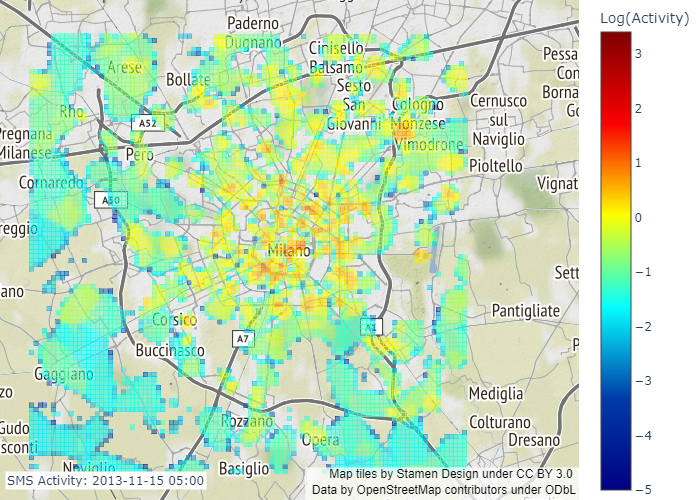 Paderno
Dugnano
Cinisello
Balsamo
Arese
Bollate
Sesto
San
Giovanni
Cologno
Monzese
Vimodrone
Cernusco
sul
Naviglio
Pessa
Con
Borna
Go
Rho
A52
Pregnana
Milanese
Pero
Pioltello
Cornaredo
A50
Vignat
reggio
Milano
Sett
ano
Pantigliate
Corsico
A7
A1
Buccinasco
P
Gaggiano
zo
Mediglia
Rozzano
Colturano
Gudo
sconti
Opera
Dresano
Naviglio
Basiglio
SMS Activity: 2013-11-15 05:00
Map tiles by Stamen Design under CC BY 3.0
Data by OpenStreetMap contributors under ODbL
Log(Activity)
3
2
1
0
−1
−2
−3
−4
−5